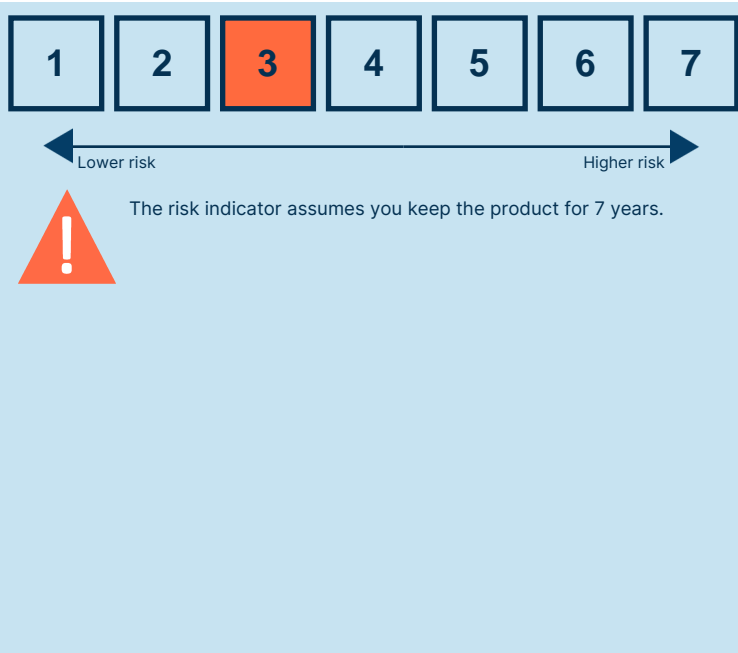 1 2 3 4 5 6 7
Lower risk Higher risk
!
The risk indicator assumes you keep the product for 7 years.